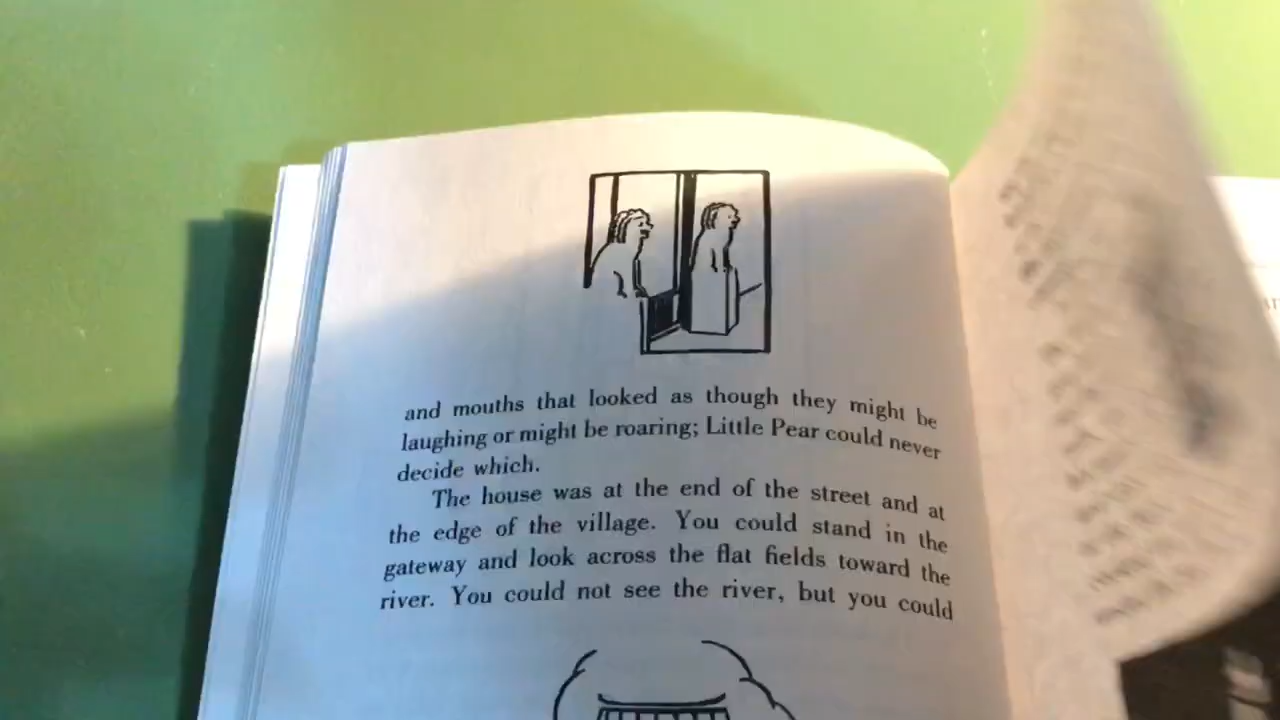 and mouths that looked as though they might be
laughing or might be roaring; Little Pear could never
decide which.
The house was at the end of the street and at
the edge of the village. You could stand in the
gateway and look across the flat fields toward the
river. You could not see the river, but you could